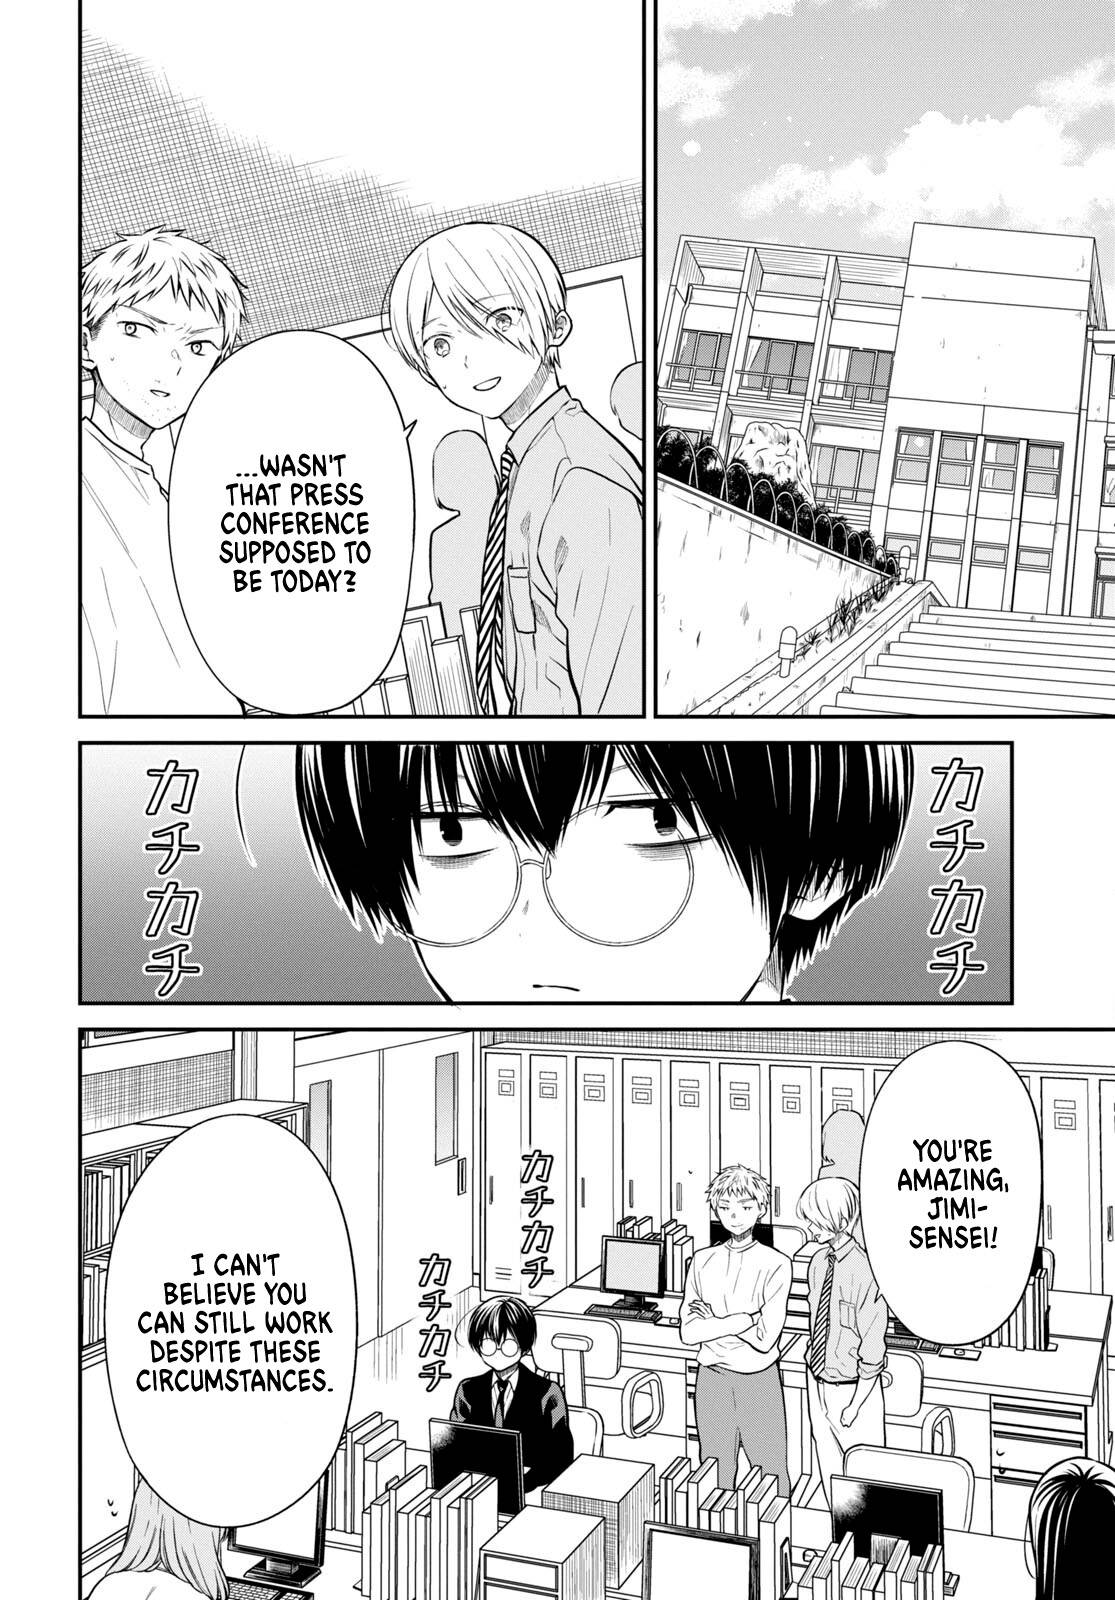 ...WASN'T
THAT PRESS
CONFERENCE
SUPPOSED TO
BE TODAY?
カチカチ
カチカチ
YOU'RE
AMAZING,
JIMI-
SENSEI!
カチカチ
カチカチ
I CAN'T
BELIEVE YOU
CAN STILL WORK
DESPITE THESE
CIRCUMSTANCES.